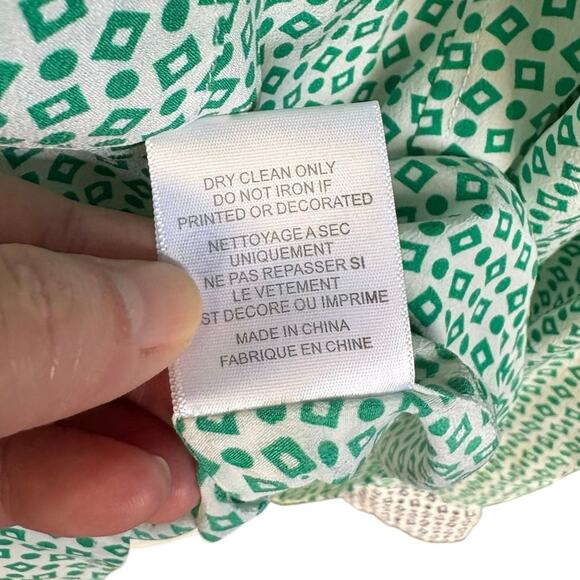 DRY CLEAN ONLY
DO NOT IRON IF
PRINTED OR DECORATED
NETTOYAGE A SEC
UNIQUEMENT
NE PAS REPASSER SI
LE VETEMENT
ST DECORE OU IMPRIME
MADE IN CHINA
FABRIQUE EN CHINE